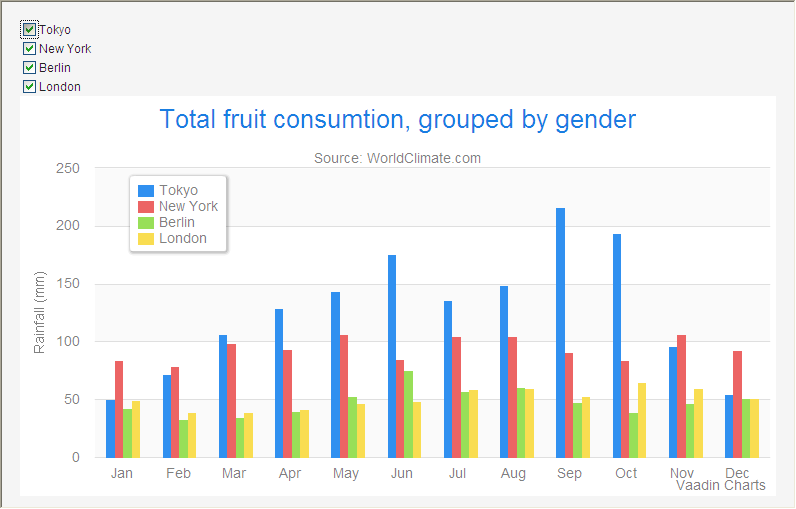 Tokyo
New York
Berlin
London
Total fruit consumtion, grouped by gender
Source: WorldClimate.com
250
200
150
100
50
0
Rainfall (mm)
Tokyo
New York
Berlin
London
Jan Feb Mar Apr May Jun Jul Aug Sep Oct Nov Dec
Vaadin Charts